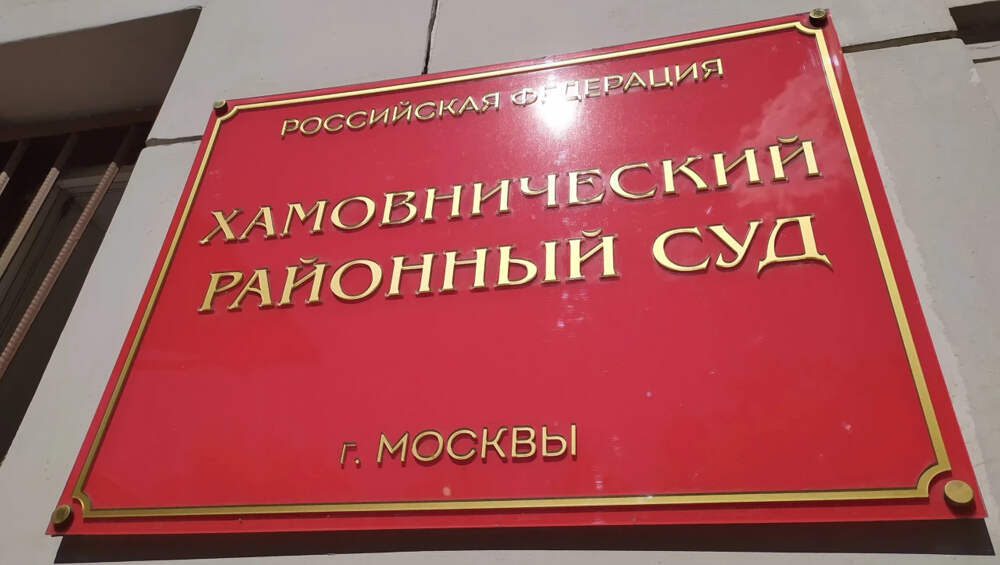 РОССИЙСКАЯ ФЕДЕРАЦИЯ
ХАМОВНИЧЕСКИЙ
РАЙОННЫЙ СУД
г. МОСКВЫ